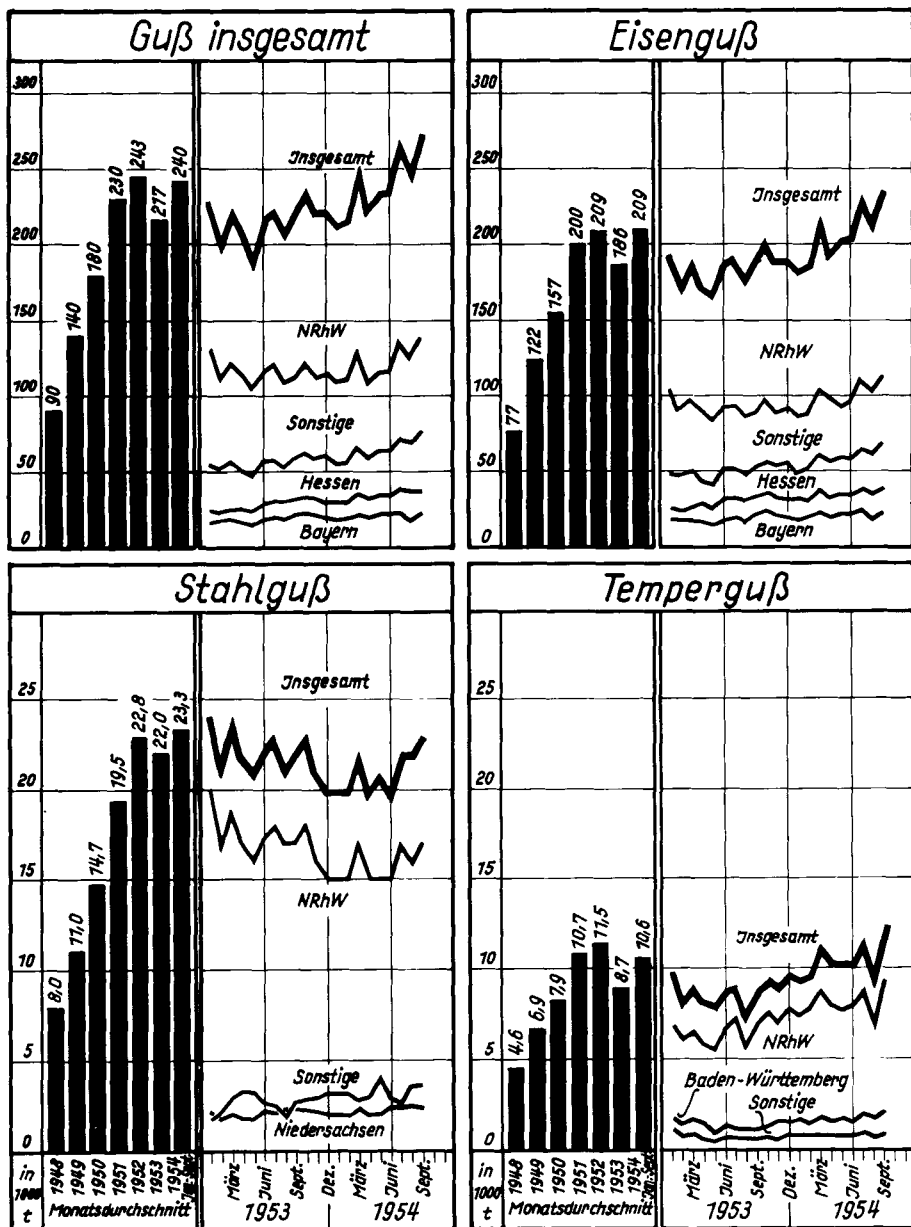 Guß insgesamt
300
250
200
150
100
50
0
90
140
180
230
243
217
240
Insgesamt
NRhW
Sonstige
Hessen
Bayern
Eisenguß
300
250
200
150
100
50
0
77
122
157
200
209
186
209
Insgesamt
NRhW
Sonstige
Hessen
Bayern
Stahlguß
25
20
15
10
5
0
in
1000
t
8,0
11,0
14,7
19,5
22,8
22,0
23,3
1948
1949
1950
1951
1952
1953
1954
Jan.-Sept.
Monatsdurchschnitt
Insgesamt
NRhW
Sonstige
Niedersachsen
März
Juni
Sept.
Dez.
März
Juni
Sept.
1953
1954
Temperguß
25
20
15
10
5
0
in
1000
t
4,6
6,9
7,9
10,7
11,5
8,7
10,6
1948
1949
1950
1951
1952
1953
1954
Jan.-Sept.
Monatsdurchschnitt
Insgesamt
NRhW
Baden-Württemberg
Sonstige
März
Juni
Sept.
Dez.
März
Juni
Sept.
1953
1954